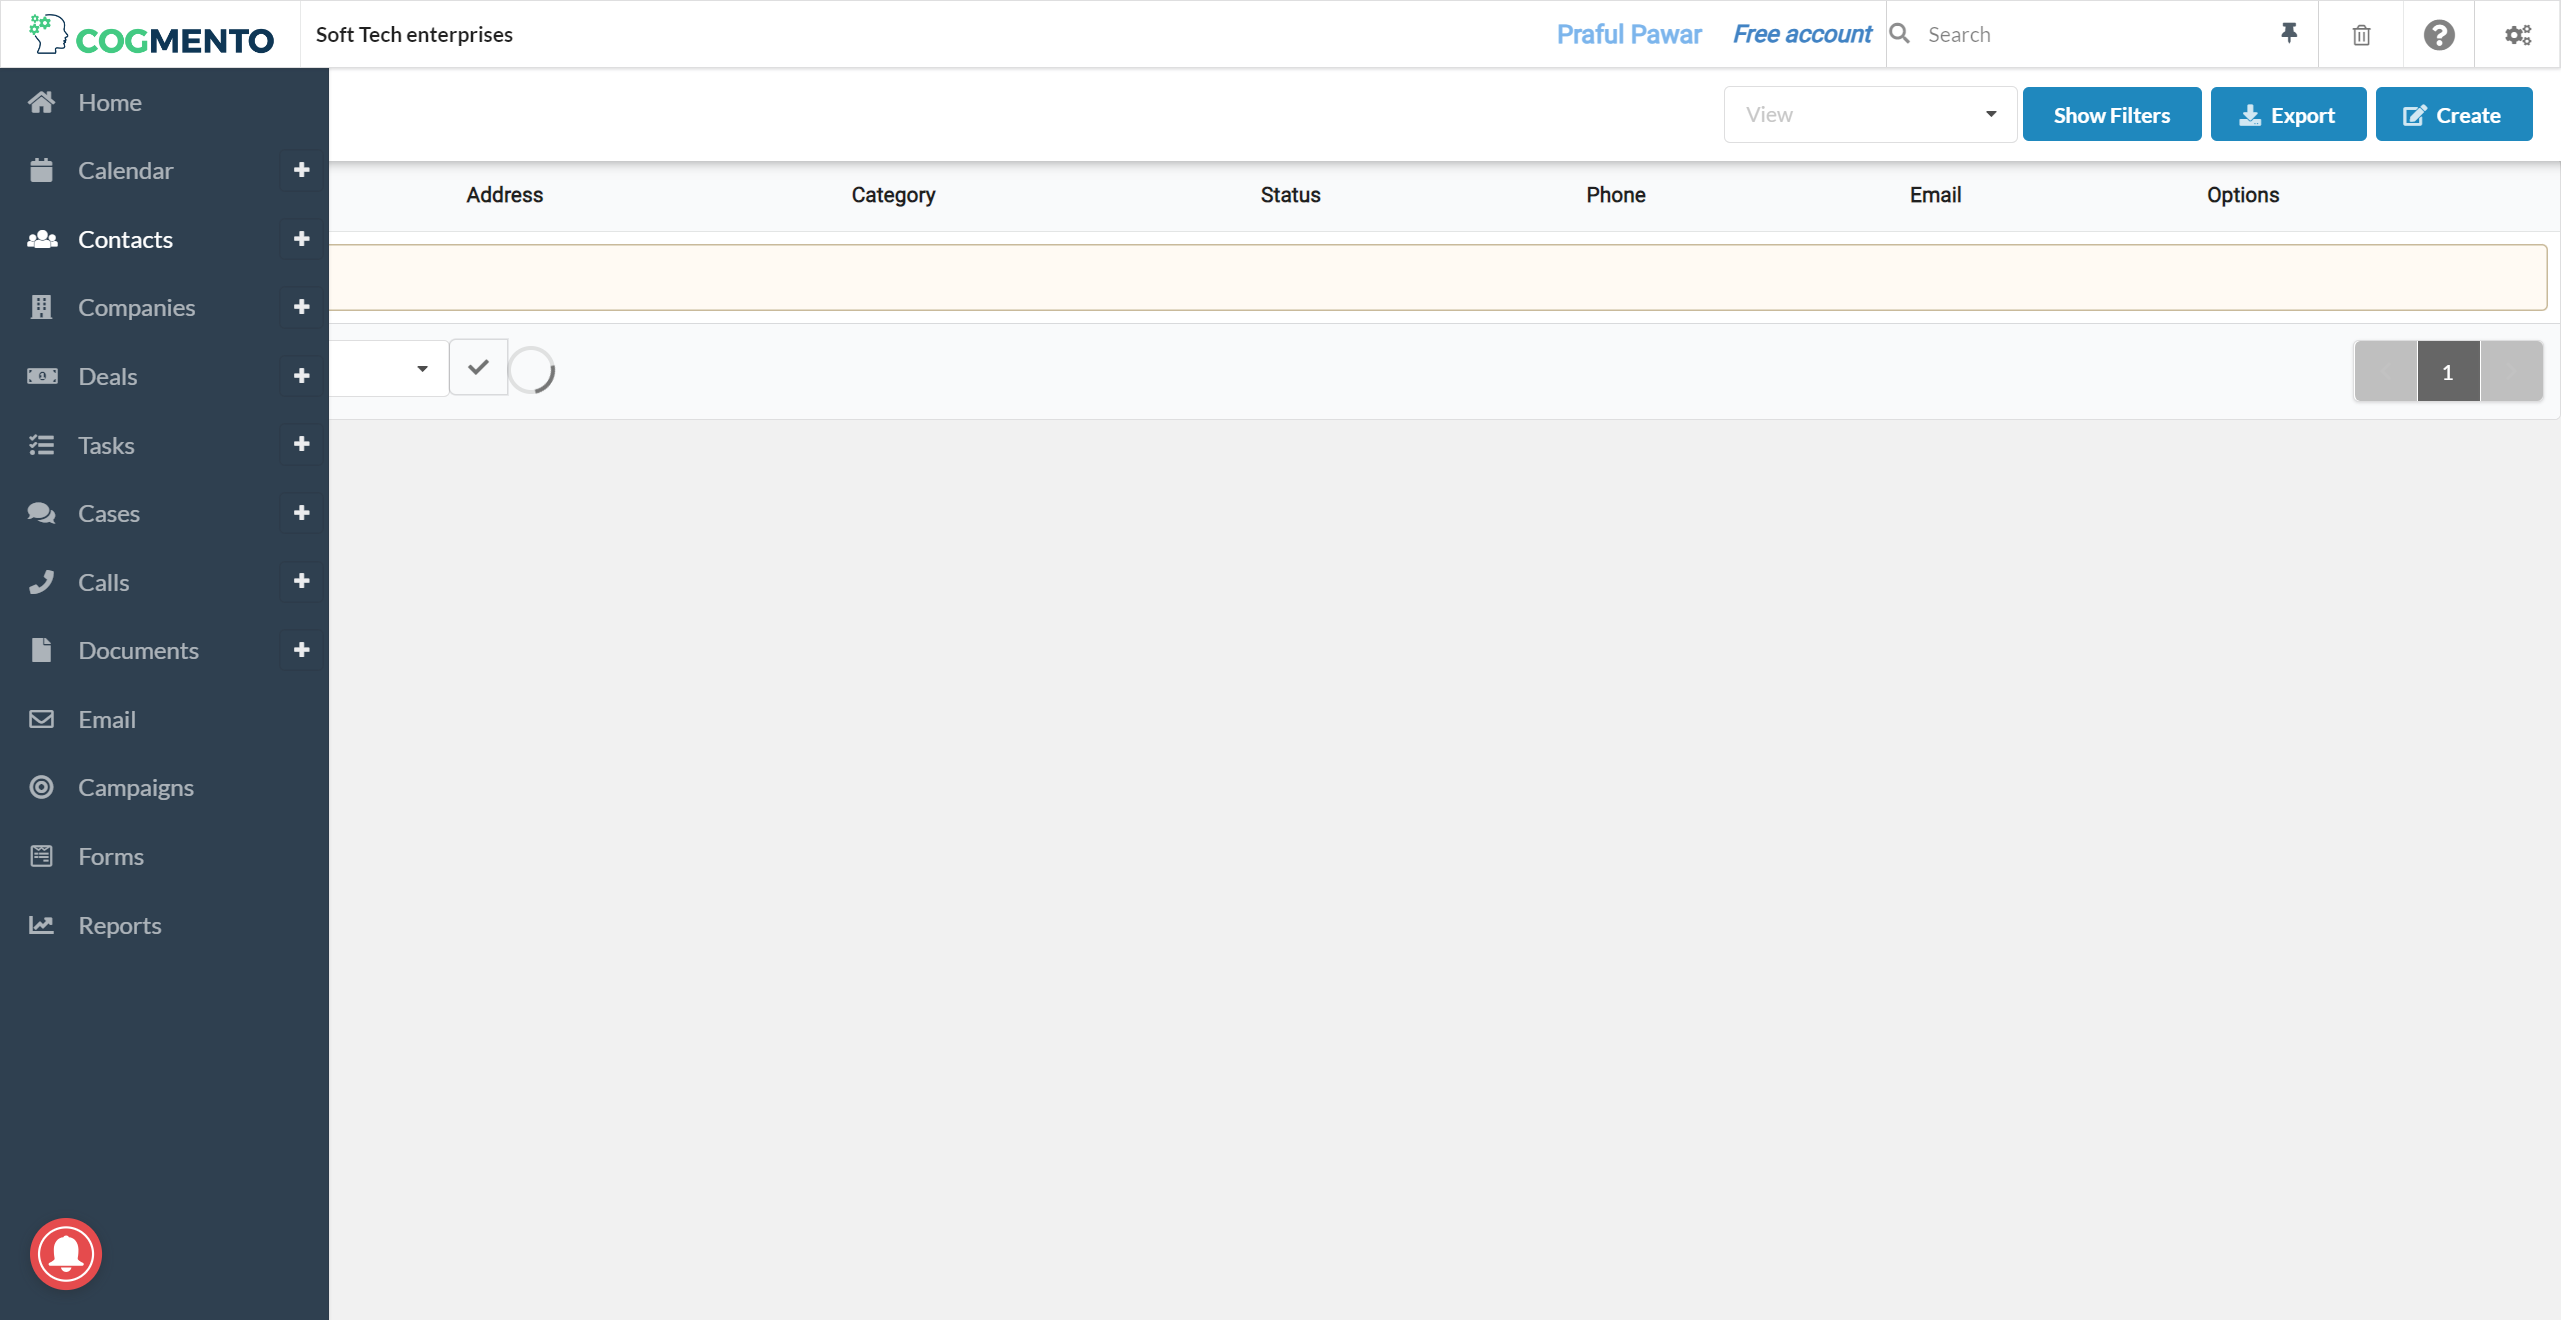 COGMENTO
Soft Tech enterprises
Praful Pawar
Free account
Search
Home
Calendar
Contacts
Companies
Deals
Tasks
Cases
Calls
Documents
Email
Campaigns
Forms
Reports
View
Show Filters
Export
Create
Address
Category
Status
Phone
Email
Options
1